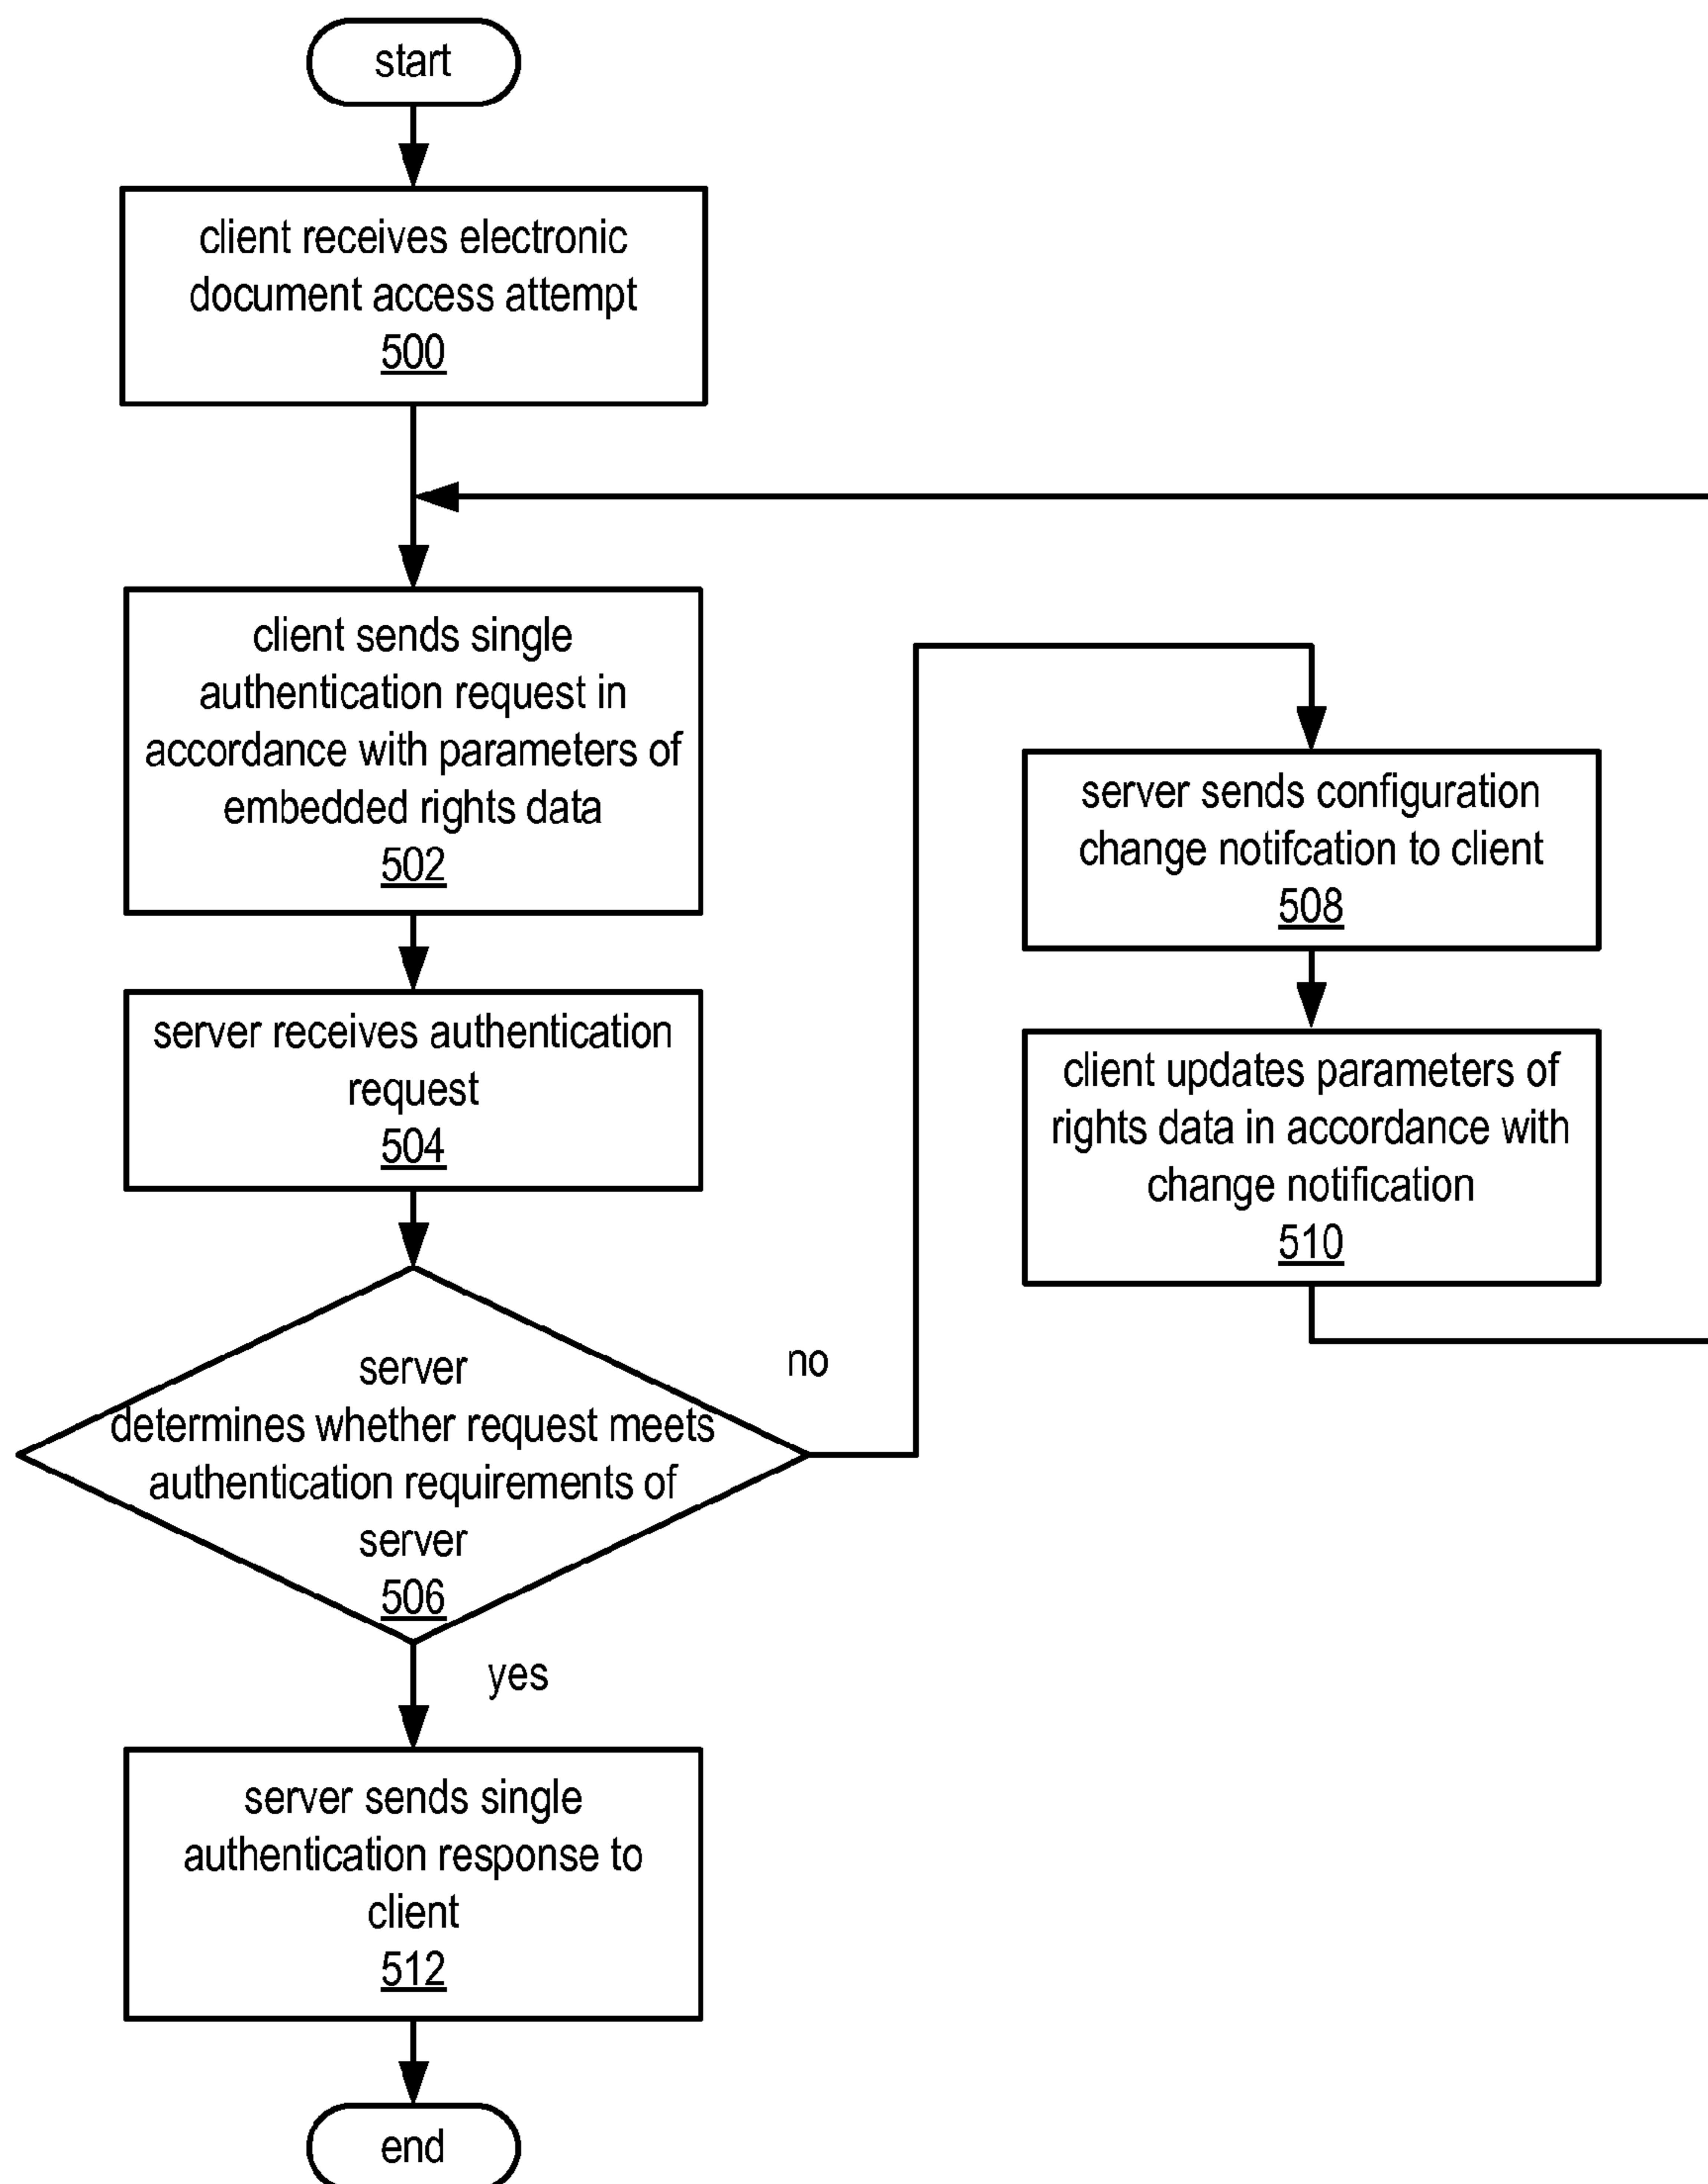 start
client receives electronic
document access attempt
500
client sends single
authentication request in
accordance with parameters of
embedded rights data
502
server receives authentication
request
504
server
determines whether request meets
authentication requirements of
server
506
no
yes
server sends configuration
change notifcation to client
508
client updates parameters of
rights data in accordance with
change notification
510
server sends single
authentication response to
client
512
end